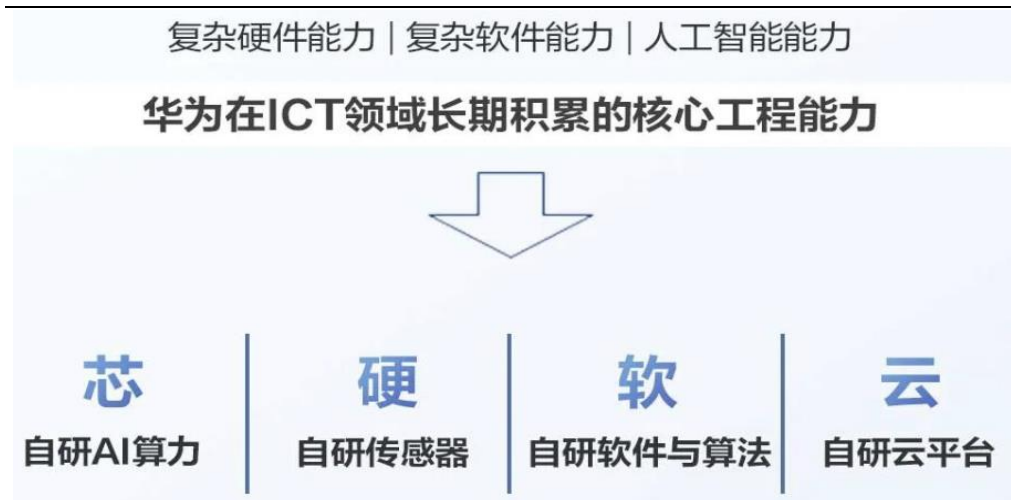 复杂硬件能力 | 复杂软件能力 | 人工智能能力
华为在ICT领域长期积累的核心工程能力
芯 硬 软 云
自研AI算力 自研传感器 自研软件与算法 自研云平台